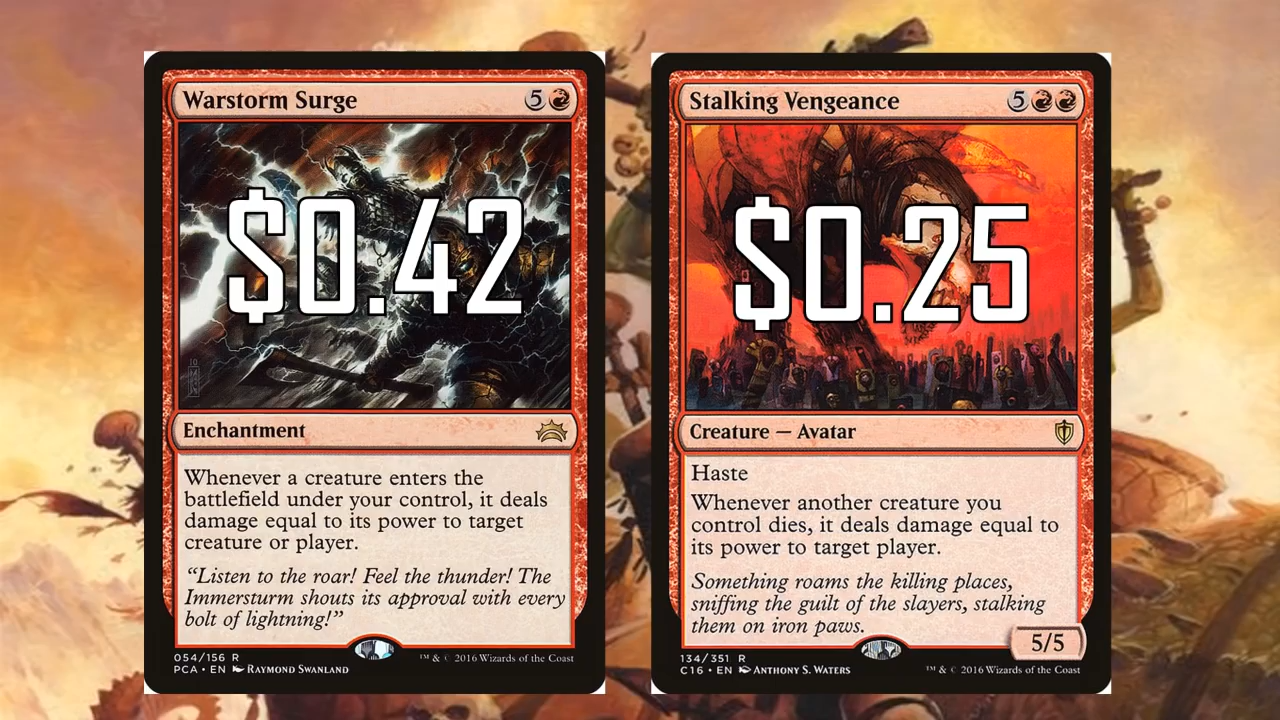 Warstorm Surge 5
$0.42
Enchantment
Whenever a creature enters the
battlefield under your control, it deals
damage equal to its power to target
creature or player.
“Listen to the roar! Feel the thunder! The
Immersturm shouts its approval with every
bolt of lightning!”
054/156 R
PCA • EN Raymond Swanland
™ & © 2016 Wizards of the Coast
Stalking Vengeance 5
$0.25
Creature — Avatar
Haste
Whenever another creature you
control dies, it deals damage equal to
its power to target player.
Something roams the killing places,
sniffing the guilt of the slayers, stalking
them on iron paws.
5/5
134/351 R
C16 • EN Anthony S. Waters
™ & © 2016 Wizards of the Coast